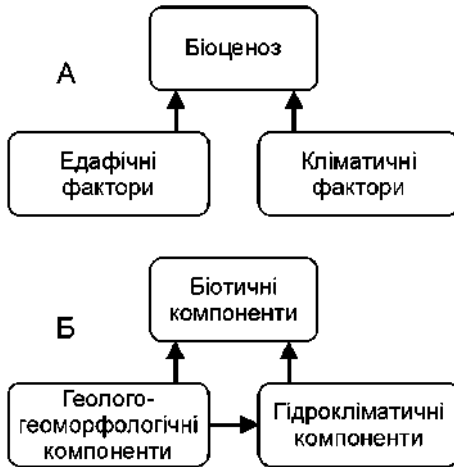 А
Біоценоз
Едафічні
фактори
Кліматичні
фактори
Б
Біотичні
компоненти
Геолого-
геоморфологічні
компоненти
Гідрокліматичні
компоненти